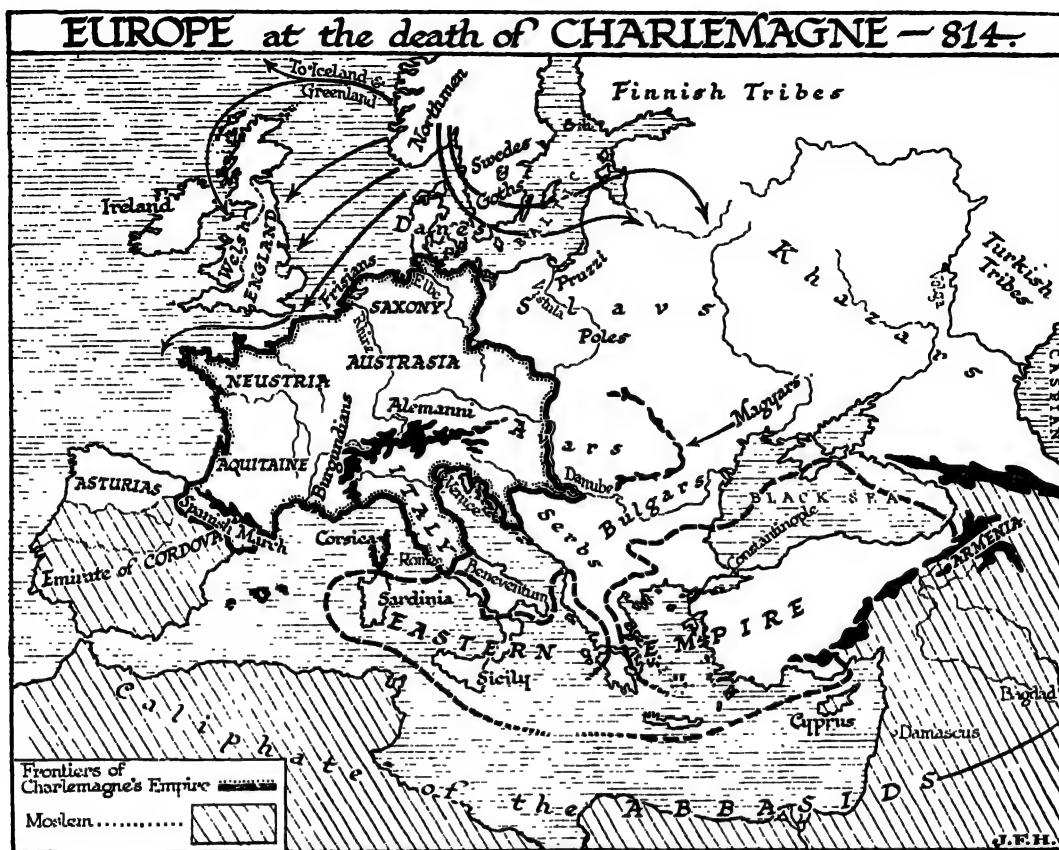 EUROPE at the death of CHARLEMAGNE — 814.
To Iceland &
Greenland
Northmen
Finnish Tribes
Swedes
&
Goths
Ireland
Welsh
ENGLAND
Danes
BALTIC
Khazars
Turkish
Tribes
Volga
Frisians
Elbe
SAXONY
Pruzzi
Vistula
Slavs
Poles
Rhine
AUSTRASIA
NEUSTRIA
CASPIAN
Magyars
Alemanni
Avars
Burgundians
AQUITAINE
ASTURIAS
Danube
Bulgars
BLACK SEA
Spanish March
Venice
ITALY
Serbs
Constantinople
Emirate of CORDOVA
Corsica
Rome
Beneventum
ARMENIA
Sardinia
EASTERN
EMPIRE
Sicily
Cyprus
Bagdad
Damascus
Caliphate of the ABBASIDS
Frontiers of
Charlemagne's Empire
Moslem
J.F.H.